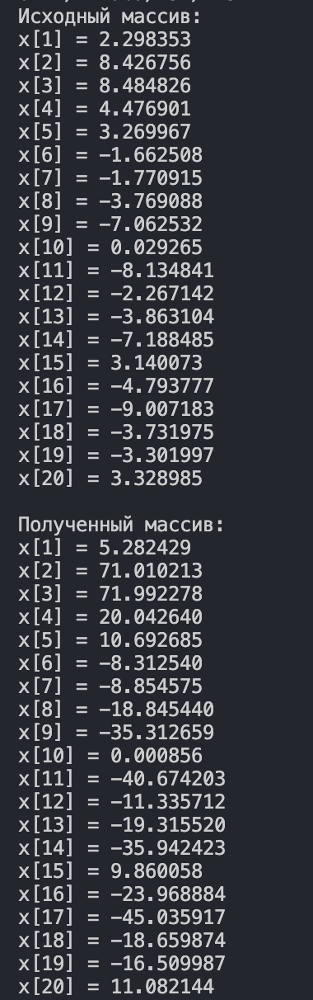 Исходный массив:
x[1] = 2.298353
x[2] = 8.426756
x[3] = 8.484826
x[4] = 4.476901
x[5] = 3.269967
x[6] = -1.662508
x[7] = -1.770915
x[8] = -3.769088
x[9] = -7.062532
x[10] = 0.029265
x[11] = -8.134841
x[12] = -2.267142
x[13] = -3.863104
x[14] = -7.188485
x[15] = 3.140073
x[16] = -4.793777
x[17] = -9.007183
x[18] = -3.731975
x[19] = -3.301997
x[20] = 3.328985
Полученный массив:
x[1] = 5.282429
x[2] = 71.010213
x[3] = 71.992278
x[4] = 20.042640
x[5] = 10.692685
x[6] = -8.312540
x[7] = -8.854575
x[8] = -18.845440
x[9] = -35.312659
x[10] = 0.000856
x[11] = -40.674203
x[12] = -11.335712
x[13] = -19.315520
x[14] = -35.942423
x[15] = 9.860058
x[16] = -23.968884
x[17] = -45.035917
x[18] = -18.659874
x[19] = -16.509987
x[20] = 11.082144